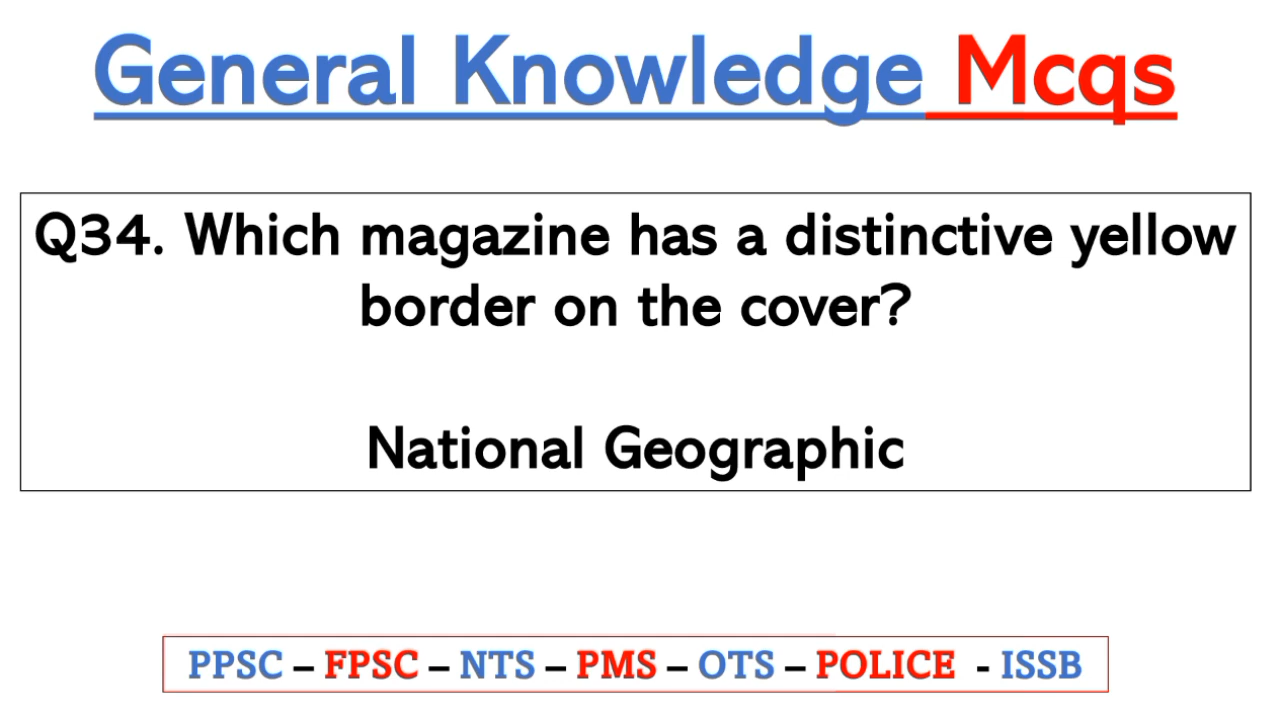 General Knowledge Mcqs
Q34. Which magazine has a distinctive yellow
border on the cover?
National Geographic
PPSC – FPSC – NTS – PMS – OTS – POLICE - ISSB